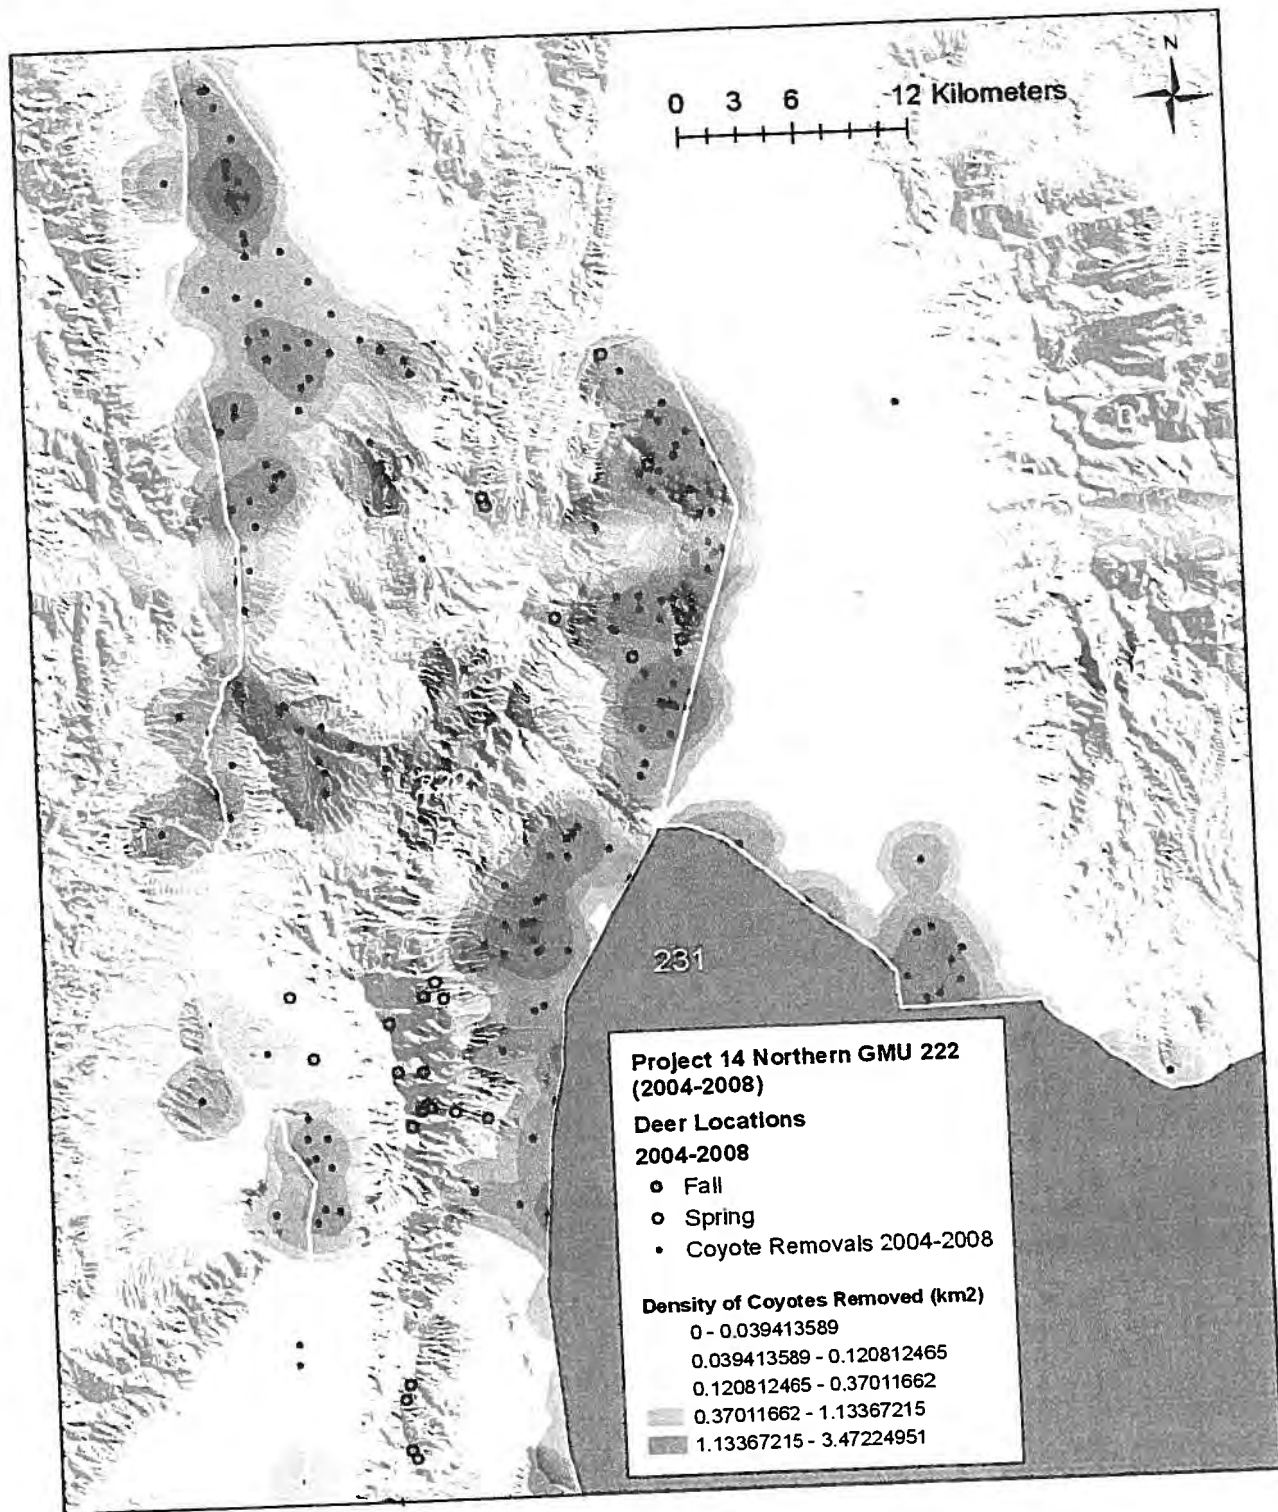 N
0 3 6 12 Kilometers
231
Project 14 Northern GMU 222
(2004-2008)
Deer Locations
2004-2008
Fall
Spring
Coyote Removals 2004-2008
Density of Coyotes Removed (km2)
0 - 0.039413589
0.039413589 - 0.120812465
0.120812465 - 0.37011662
0.37011662 - 1.13367215
1.13367215 - 3.47224951